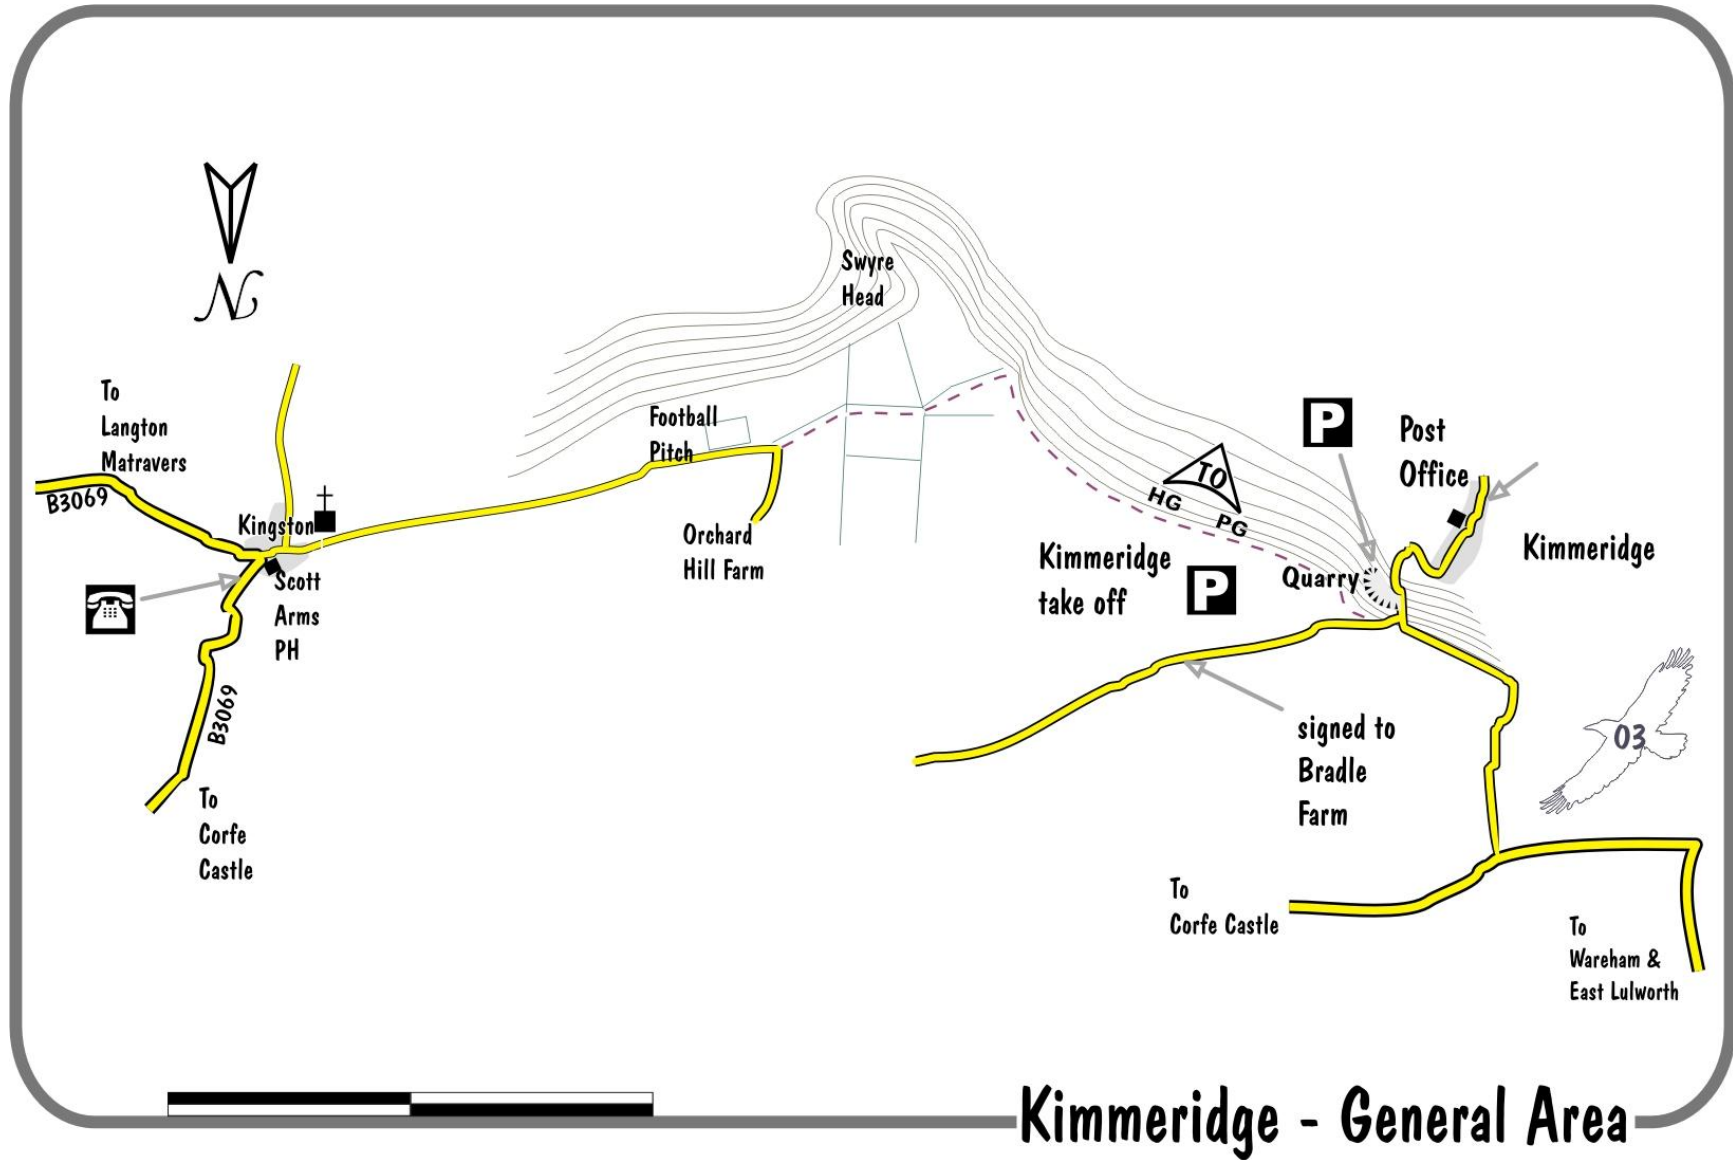 N
Swyre
Head
To
Langton
Matravers
B3069
Kingston
Scott
Arms
PH
B3069
To
Corfe
Castle
Football
Pitch
Orchard
Hill Farm
TO
HG
PG
Kimmeridge
take off
P
P
Quarry
Post
Office
Kimmeridge
signed to
Bradle
Farm
03
To
Corfe Castle
To
Wareham &
East Lulworth
Kimmeridge - General Area